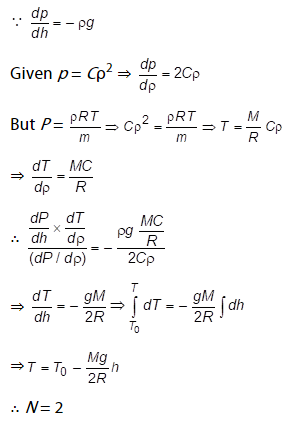 ∵ dp/dh = – ρg
Given p = Cρ² ⇒ dp/dρ = 2Cρ
But P = ρRT/m ⇒ Cρ² = ρRT/m ⇒ T = M/R Cρ
⇒ dT/dρ = MC/R
∴ (dP/dh × dT/dρ)/(dP / dρ) = – (ρg MC/R)/(2Cρ)
⇒ dT/dh = – gM/2R ⇒ ∫_{T₀}^{T} dT = – gM/2R ∫ dh
⇒ T = T₀ – Mg/2R h
∴ N = 2